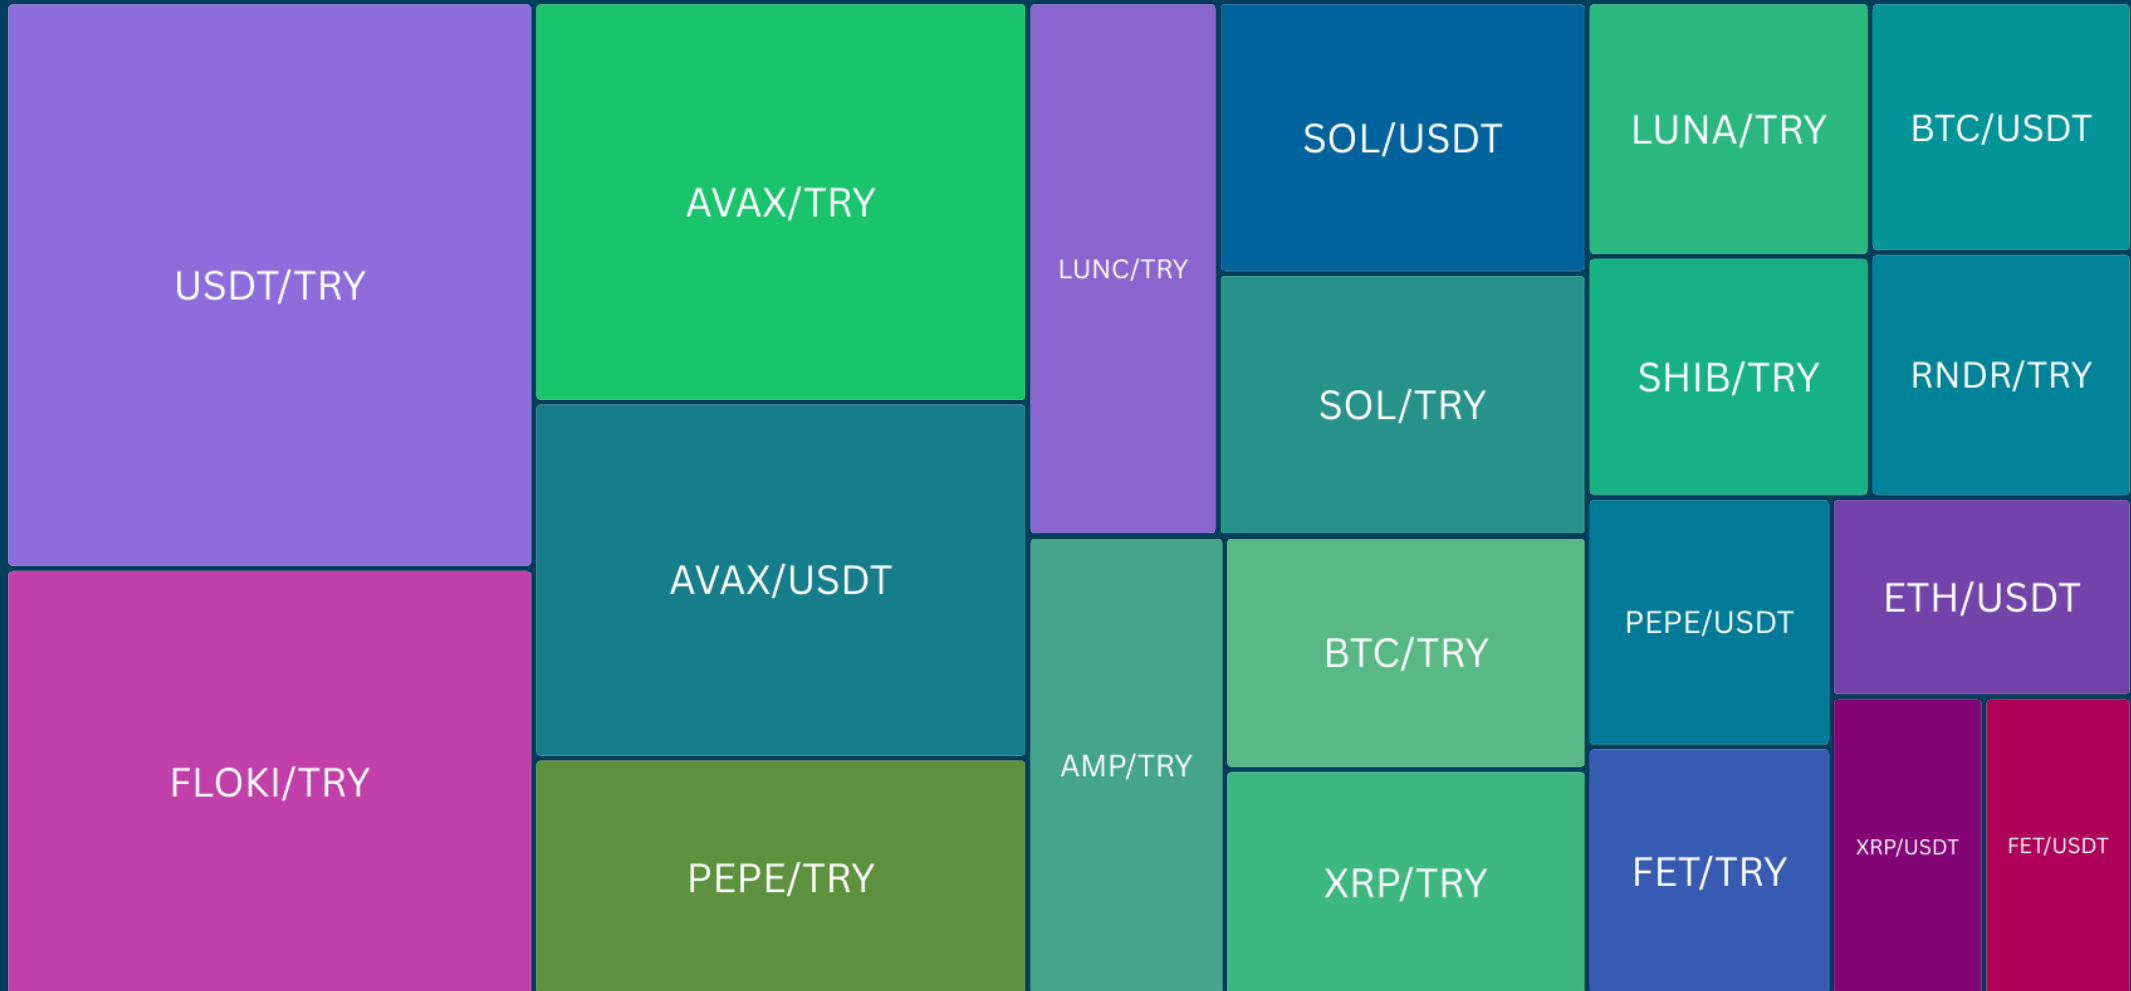 USDT/TRY
FLOKI/TRY
AVAX/TRY
AVAX/USDT
PEPE/TRY
LUNC/TRY
AMP/TRY
SOL/USDT
SOL/TRY
BTC/TRY
XRP/TRY
LUNA/TRY
BTC/USDT
SHIB/TRY
RNDR/TRY
PEPE/USDT
ETH/USDT
FET/TRY
XRP/USDT
FET/USDT